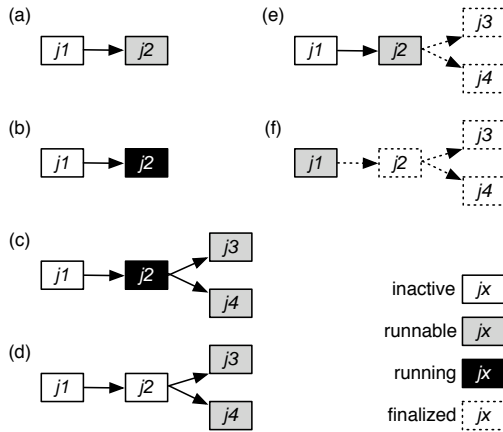 (a)
j1 j2
(b)
j1 j2
(c)
j1 j2 j3
j4
(d)
j1 j2 j3
j4
(e)
j1 j2 j3
j4
(f)
j1 j2 j3
j4
inactive jx
runnable jx
running jx
finalized jx